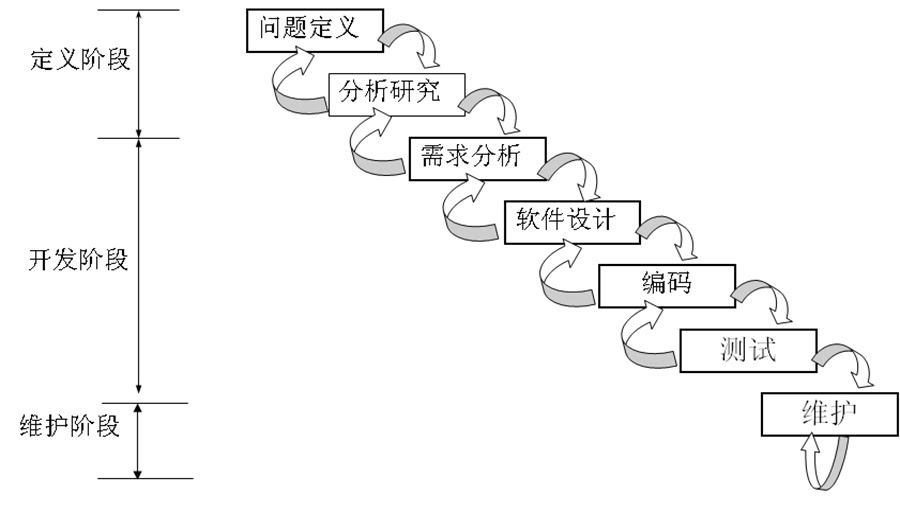 问题定义
定义阶段
分析研究
需求分析
软件设计
开发阶段
编码
测试
维护
维护阶段